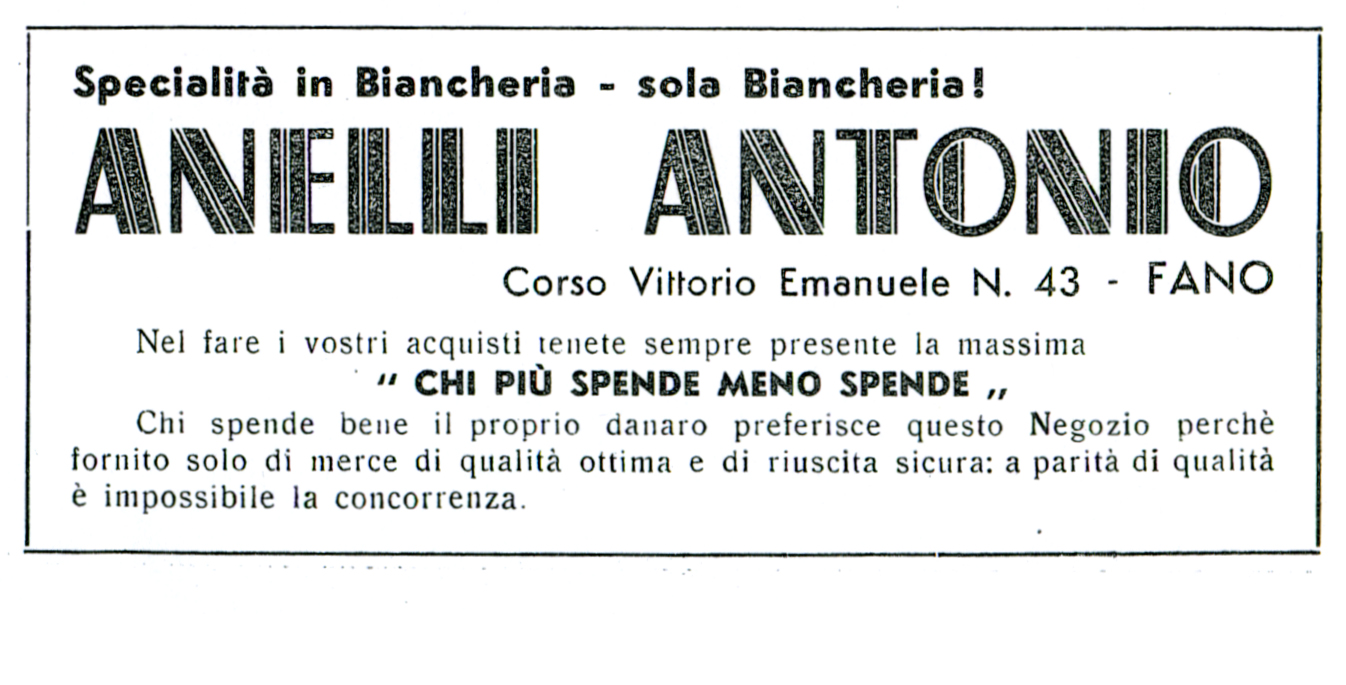 Specialità in Biancheria - sola Biancheria!
ANELLI ANTONIO
Corso Vittorio Emanuele N. 43 - FANO
Nel fare i vostri acquisti tenete sempre presente la massima
" CHI PIÙ SPENDE MENO SPENDE „
Chi spende bene il proprio danaro preferisce questo Negozio perchè
fornito solo di merce di qualità ottima e di riuscita sicura: a parità di qualità
è impossibile la concorrenza.